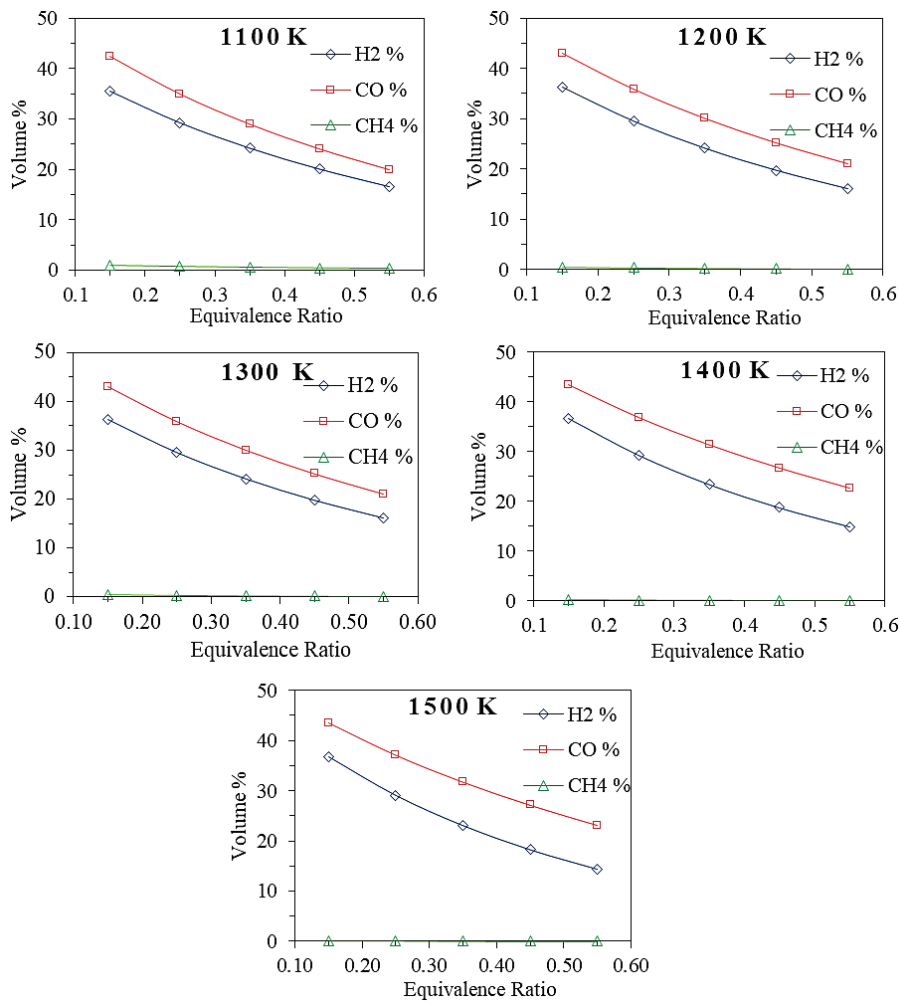 1100 K
H2 %
CO %
CH4 %
Volume %
50
40
30
20
10
0
0.1 0.2 0.3 0.4 0.5 0.6
Equivalence Ratio
1200 K
H2 %
CO %
CH4 %
Volume %
50
40
30
20
10
0
0.1 0.2 0.3 0.4 0.5 0.6
Equivalence Ratio
1300 K
H2 %
CO %
CH4 %
Volume %
50
40
30
20
10
0
0.10 0.20 0.30 0.40 0.50 0.60
Equivalence Ratio
1400 K
H2 %
CO %
CH4 %
Volume %
50
40
30
20
10
0
0.1 0.2 0.3 0.4 0.5 0.6
Equivalence Ratio
1500 K
H2 %
CO %
CH4 %
Volume %
50
40
30
20
10
0
0.10 0.20 0.30 0.40 0.50 0.60
Equivalence Ratio